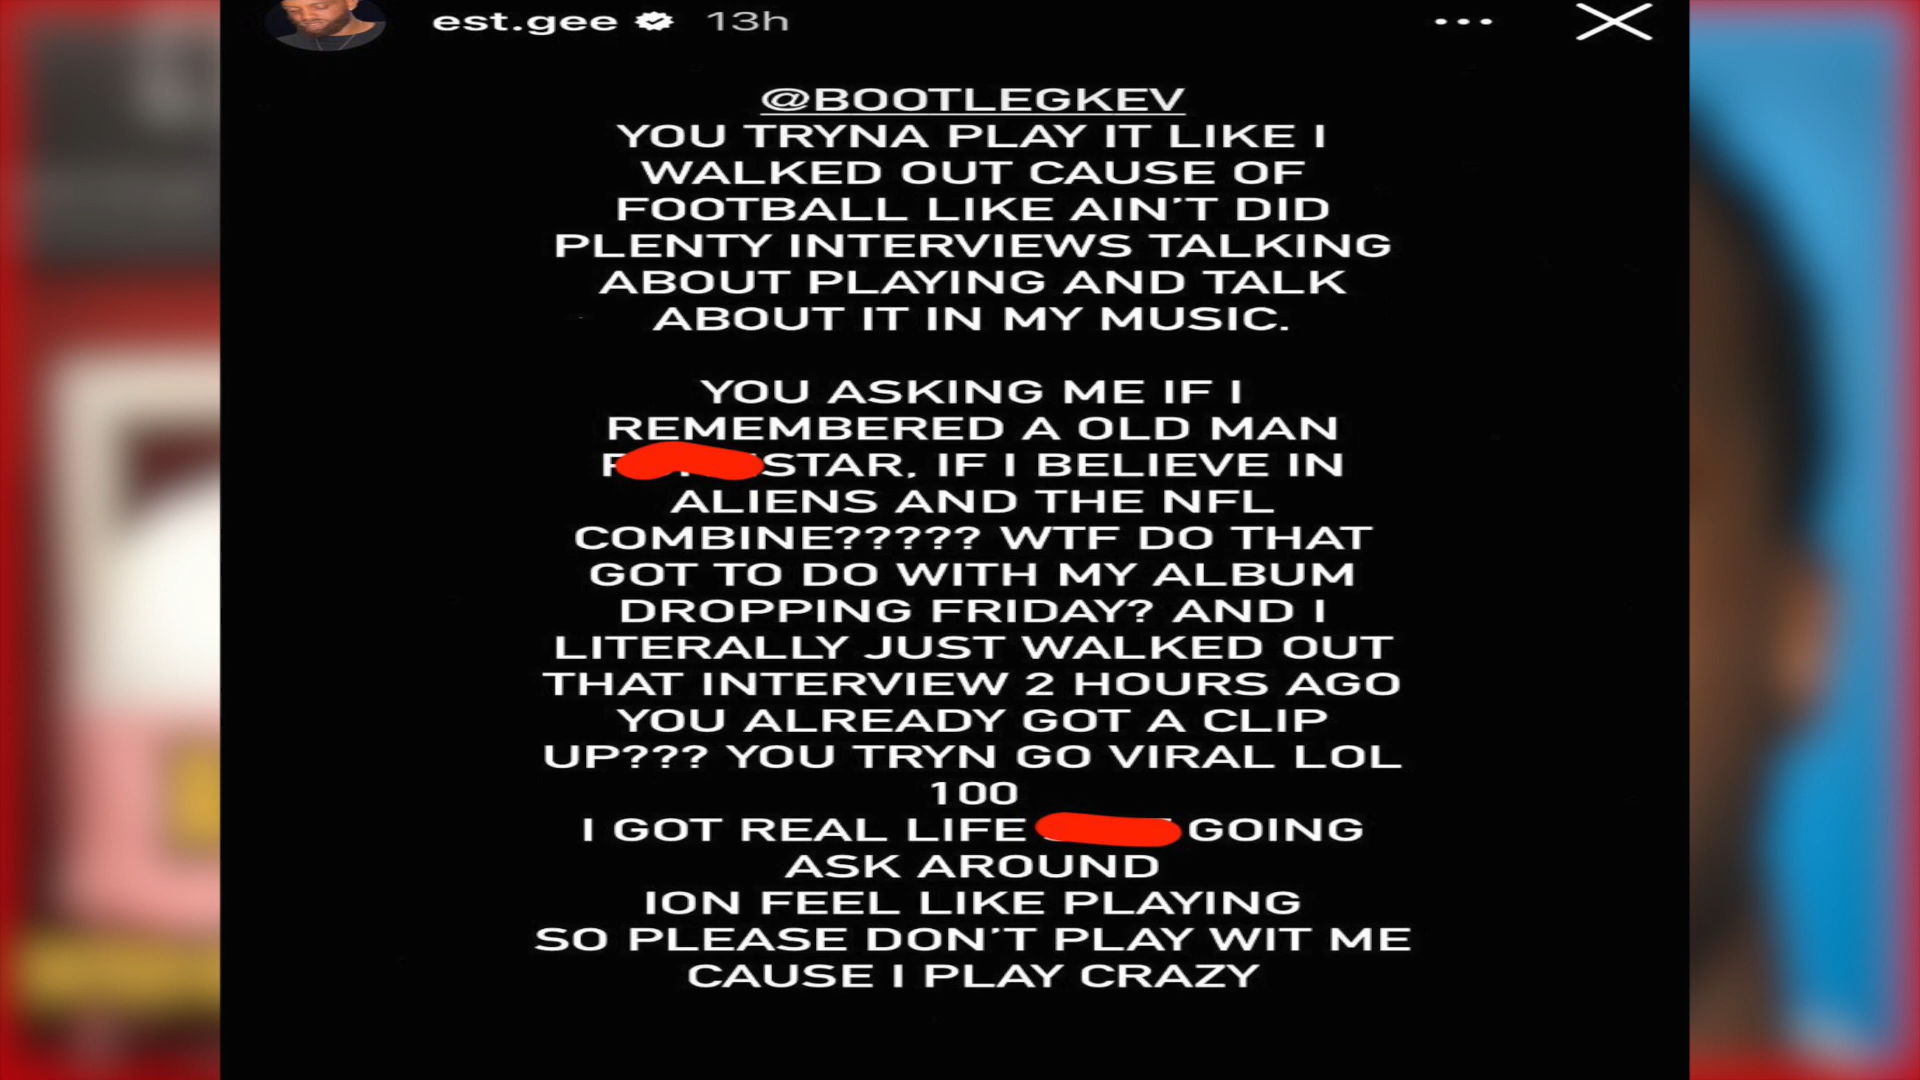 est.gee 13h
@BOOTLEGKEV
YOU TRYNA PLAY IT LIKE I
WALKED OUT CAUSE OF
FOOTBALL LIKE AIN'T DID
PLENTY INTERVIEWS TALKING
ABOUT PLAYING AND TALK
ABOUT IT IN MY MUSIC.
YOU ASKING ME IF I
REMEMBERED A OLD MAN
STAR, IF I BELIEVE IN
ALIENS AND THE NFL
COMBINE????? WTF DO THAT
GOT TO DO WITH MY ALBUM
DROPPING FRIDAY? AND I
LITERALLY JUST WALKED OUT
THAT INTERVIEW 2 HOURS AGO
YOU ALREADY GOT A CLIP
UP??? YOU TRYN GO VIRAL LOL
100
I GOT REAL LIFE GOING
ASK AROUND
ION FEEL LIKE PLAYING
SO PLEASE DON'T PLAY WIT ME
CAUSE I PLAY CRAZY